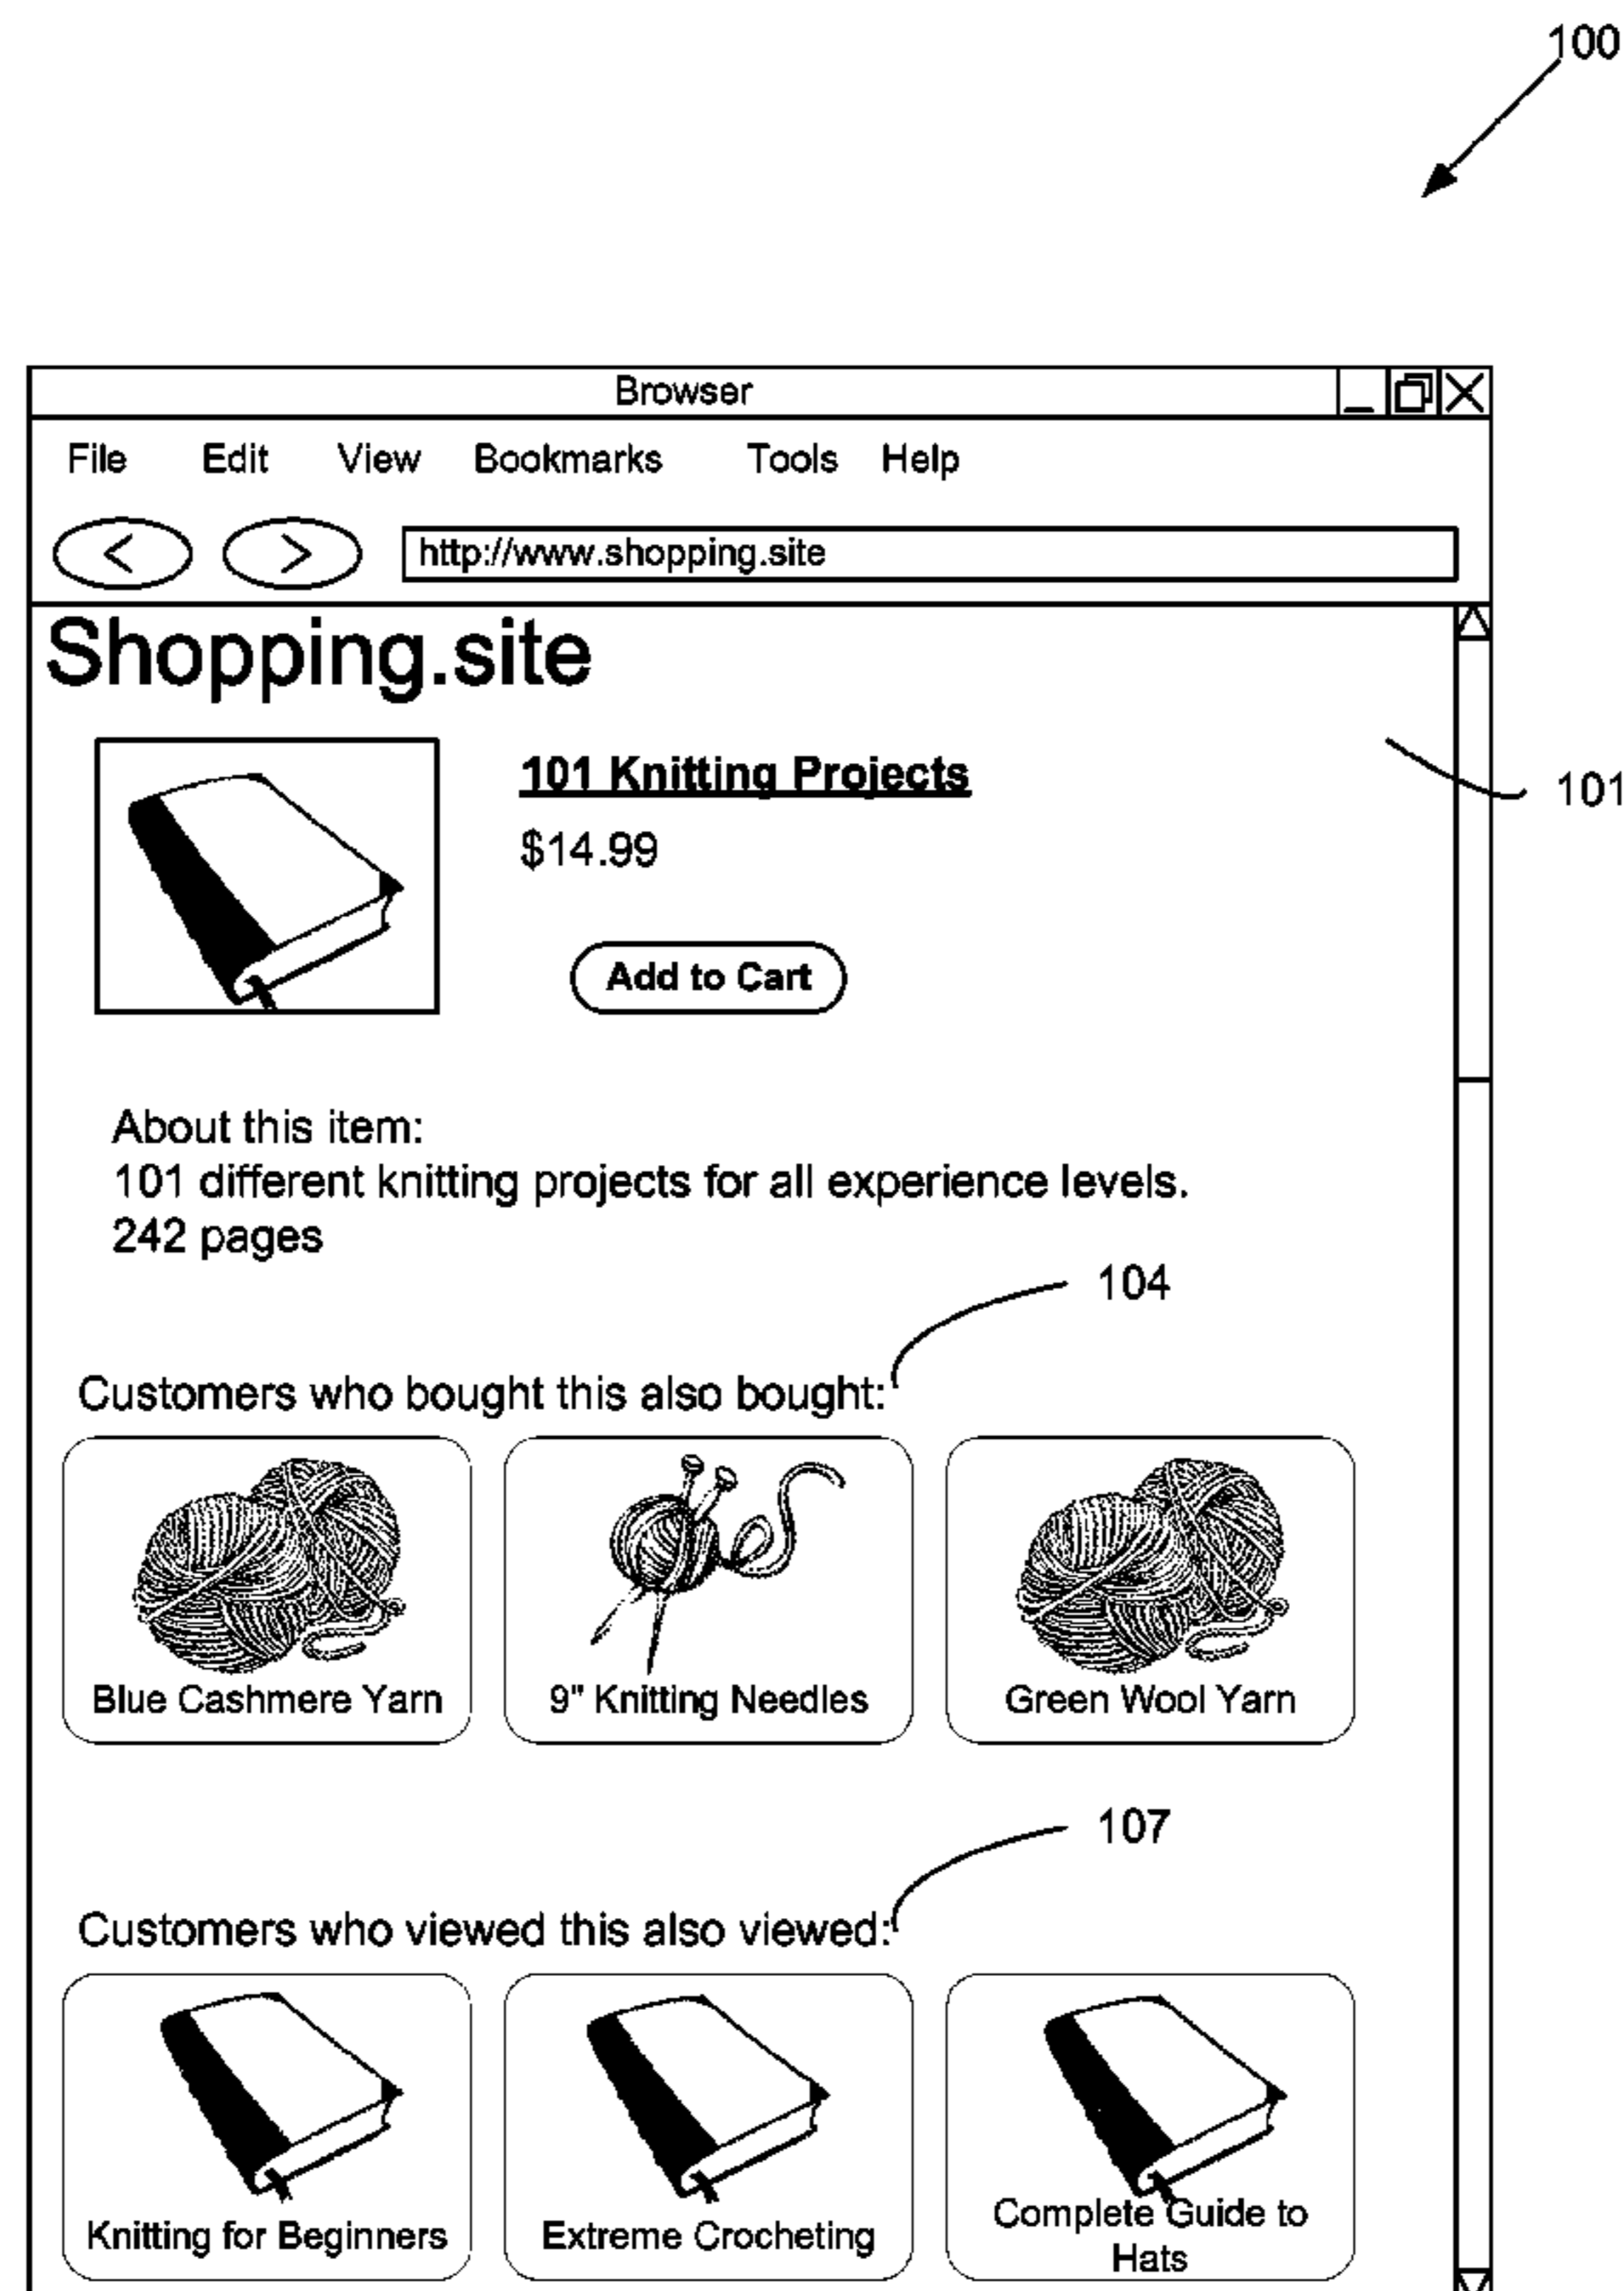 100
Browser
File Edit View Bookmarks Tools Help
< > http://www.shopping.site
Shopping.site
101 Knitting Projects
101
$14.99
Add to Cart
About this item:
101 different knitting projects for all experience levels.
242 pages
104
Customers who bought this also bought:
Blue Cashmere Yarn 9" Knitting Needles Green Wool Yarn
107
Customers who viewed this also viewed:
Knitting for Beginners Extreme Crocheting Complete Guide to
Hats